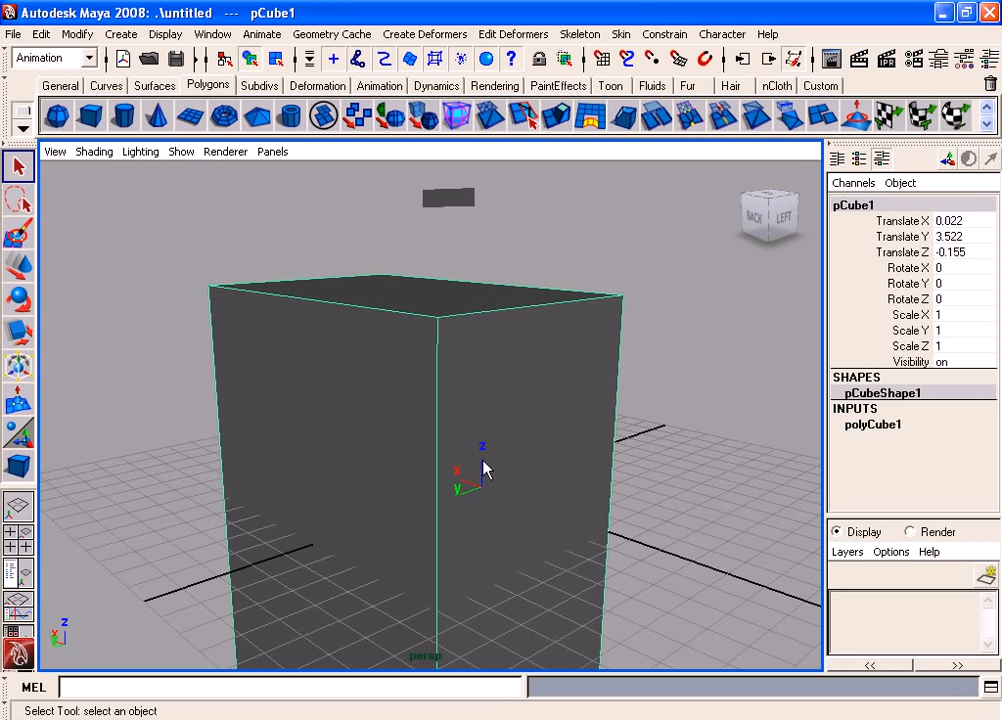 Autodesk Maya 2008: .\untitled --- pCube1
File Edit Modify Create Display Window Animate Geometry Cache Create Deformers Edit Deformers Skeleton Skin Constrain Character Help
Animation
General Curves Surfaces Polygons Subdivs Deformation Animation Dynamics Rendering PaintEffects Toon Fluids Fur Hair nCloth Custom
View Shading Lighting Show Renderer Panels
BACK LEFT
Channels Object
pCube1
Translate X 0.022
Translate Y 3.522
Translate Z -0.155
Rotate X 0
Rotate Y 0
Rotate Z 0
Scale X 1
Scale Y 1
Scale Z 1
Visibility on
SHAPES
pCubeShape1
INPUTS
polyCube1
z
x
y
Display Render
Layers Options Help
z
persp
<< >>
MEL
Select Tool: select an object